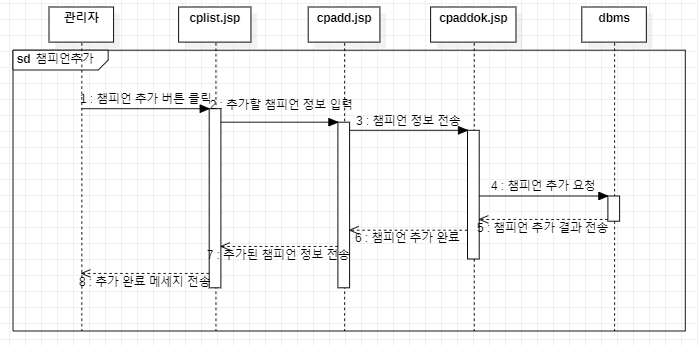 관리자
cplist.jsp
cpadd.jsp
cpaddok.jsp
dbms
sd 챔피언추가
1 : 챔피언 추가 버튼 클릭
2 : 추가할 챔피언 정보 입력
3 : 챔피언 정보 전송
4 : 챔피언 추가 요청
5 : 챔피언 추가 결과 전송
6 : 챔피언 추가 완료
7 : 추가된 챔피언 정보 전송
8 : 추가 완료 메세지 전송